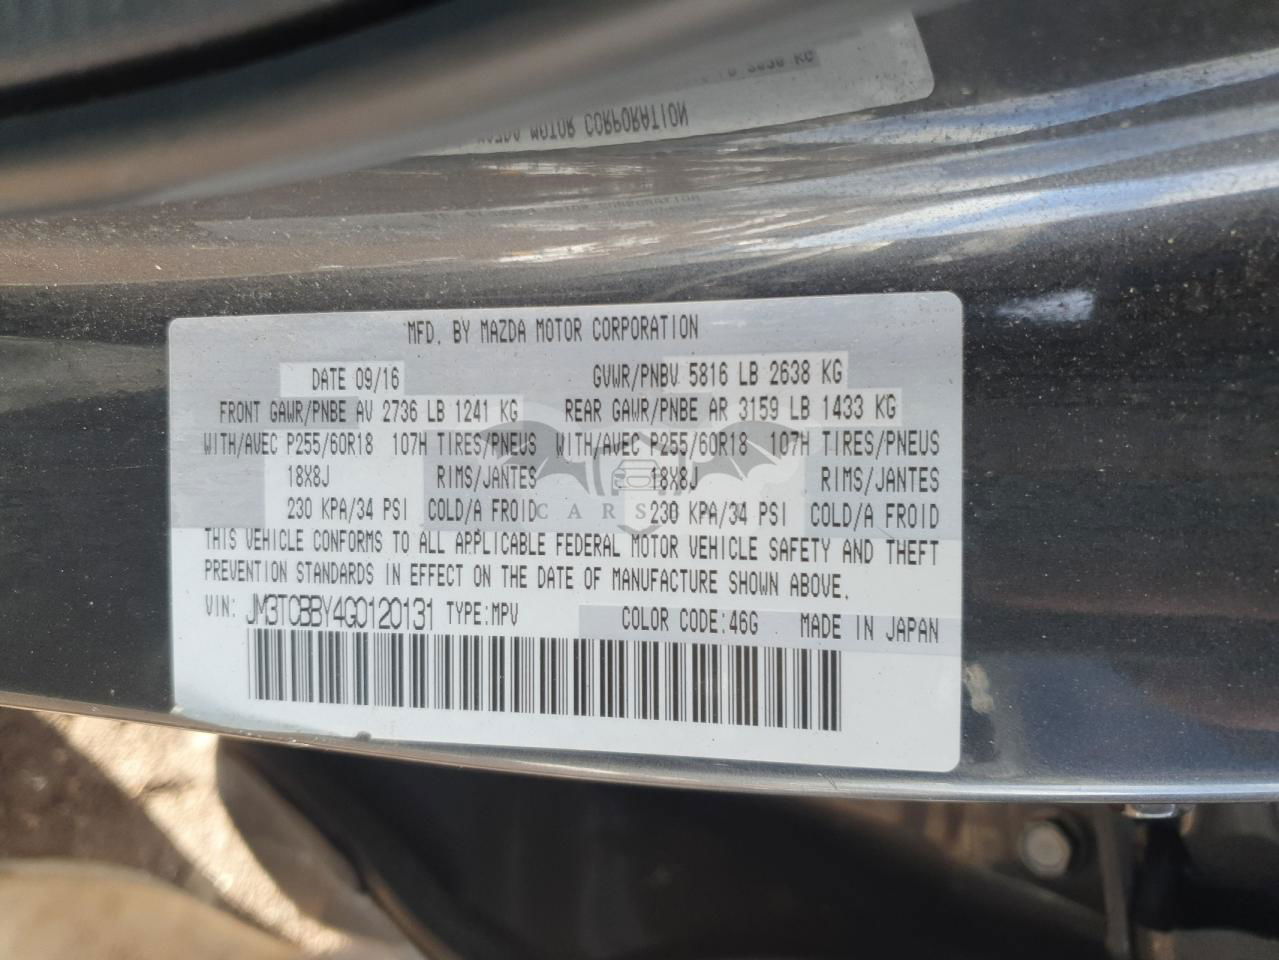 MAZDA MOTOR CORPORATION
MFD. BY MAZDA MOTOR CORPORATION
DATE 09/16 GVWR/PNBV 5816 LB 2638 KG
FRONT GAWR/PNBE AV 2736 LB 1241 KG REAR GAWR/PNBE AR 3159 LB 1433 KG
WITH/AVEC P255/60R18 107H TIRES/PNEUS WITH/AVEC P255/60R18 107H TIRES/PNEUS
18X8J RIMS/JANTES 18X8J RIMS/JANTES
230 KPA/34 PSI COLD/A FROID 230 KPA/34 PSI COLD/A FROID
CARS
THIS VEHICLE CONFORMS TO ALL APPLICABLE FEDERAL MOTOR VEHICLE SAFETY AND THEFT
PREVENTION STANDARDS IN EFFECT ON THE DATE OF MANUFACTURE SHOWN ABOVE.
VIN: JM3TCBBY4G0120131 TYPE:MPV COLOR CODE:46G MADE IN JAPAN